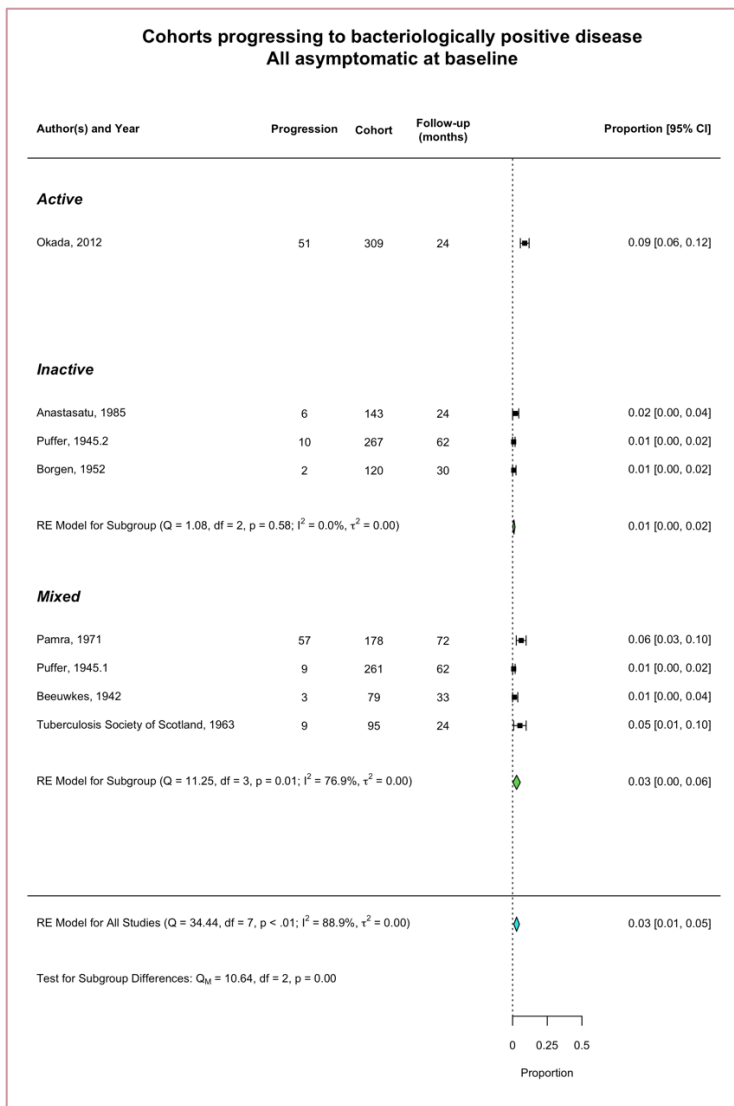 Cohorts progressing to bacteriologically positive disease
All asymptomatic at baseline
Author(s) and Year Progression Cohort Follow-up (months) Proportion [95% CI]
Active
Okada, 2012 51 309 24 0.09 [0.06, 0.12]
Inactive
Anastasatu, 1985 6 143 24 0.02 [0.00, 0.04]
Puffer, 1945.2 10 267 62 0.01 [0.00, 0.02]
Borgen, 1952 2 120 30 0.01 [0.00, 0.02]
RE Model for Subgroup (Q = 1.08, df = 2, p = 0.58; I² = 0.0%, τ² = 0.00) 0.01 [0.00, 0.02]
Mixed
Pamra, 1971 57 178 72 0.06 [0.03, 0.10]
Puffer, 1945.1 9 261 62 0.01 [0.00, 0.02]
Beeuwkes, 1942 3 79 33 0.01 [0.00, 0.04]
Tuberculosis Society of Scotland, 1963 9 95 24 0.05 [0.01, 0.10]
RE Model for Subgroup (Q = 11.25, df = 3, p = 0.01; I² = 76.9%, τ² = 0.00) 0.03 [0.00, 0.06]
RE Model for All Studies (Q = 34.44, df = 7, p < .01; I² = 88.9%, τ² = 0.00) 0.03 [0.01, 0.05]
Test for Subgroup Differences: Q_M = 10.64, df = 2, p = 0.00
0 0.25 0.5
Proportion